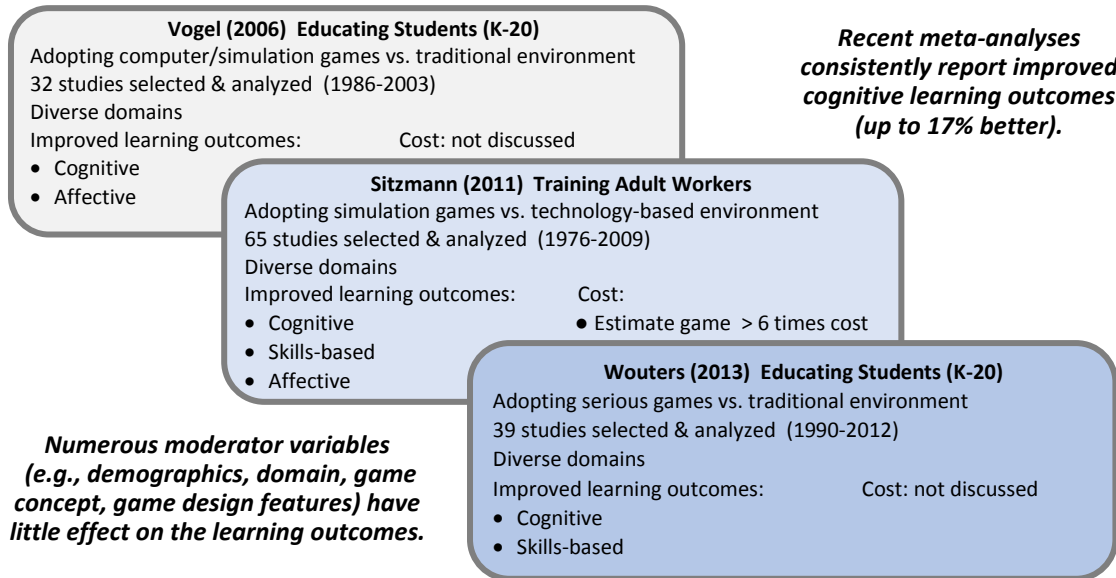 Vogel (2006) Educating Students (K-20)
Adopting computer/simulation games vs. traditional environment
32 studies selected & analyzed (1986-2003)
Diverse domains
Improved learning outcomes: Cost: not discussed
• Cognitive
• Affective
Recent meta-analyses
consistently report improved
cognitive learning outcomes
(up to 17% better).
Sitzmann (2011) Training Adult Workers
Adopting simulation games vs. technology-based environment
65 studies selected & analyzed (1976-2009)
Diverse domains
Improved learning outcomes: Cost:
• Cognitive ● Estimate game > 6 times cost
• Skills-based
• Affective
Wouters (2013) Educating Students (K-20)
Adopting serious games vs. traditional environment
39 studies selected & analyzed (1990-2012)
Diverse domains
Improved learning outcomes: Cost: not discussed
• Cognitive
• Skills-based
Numerous moderator variables
(e.g., demographics, domain, game
concept, game design features) have
little effect on the learning outcomes.